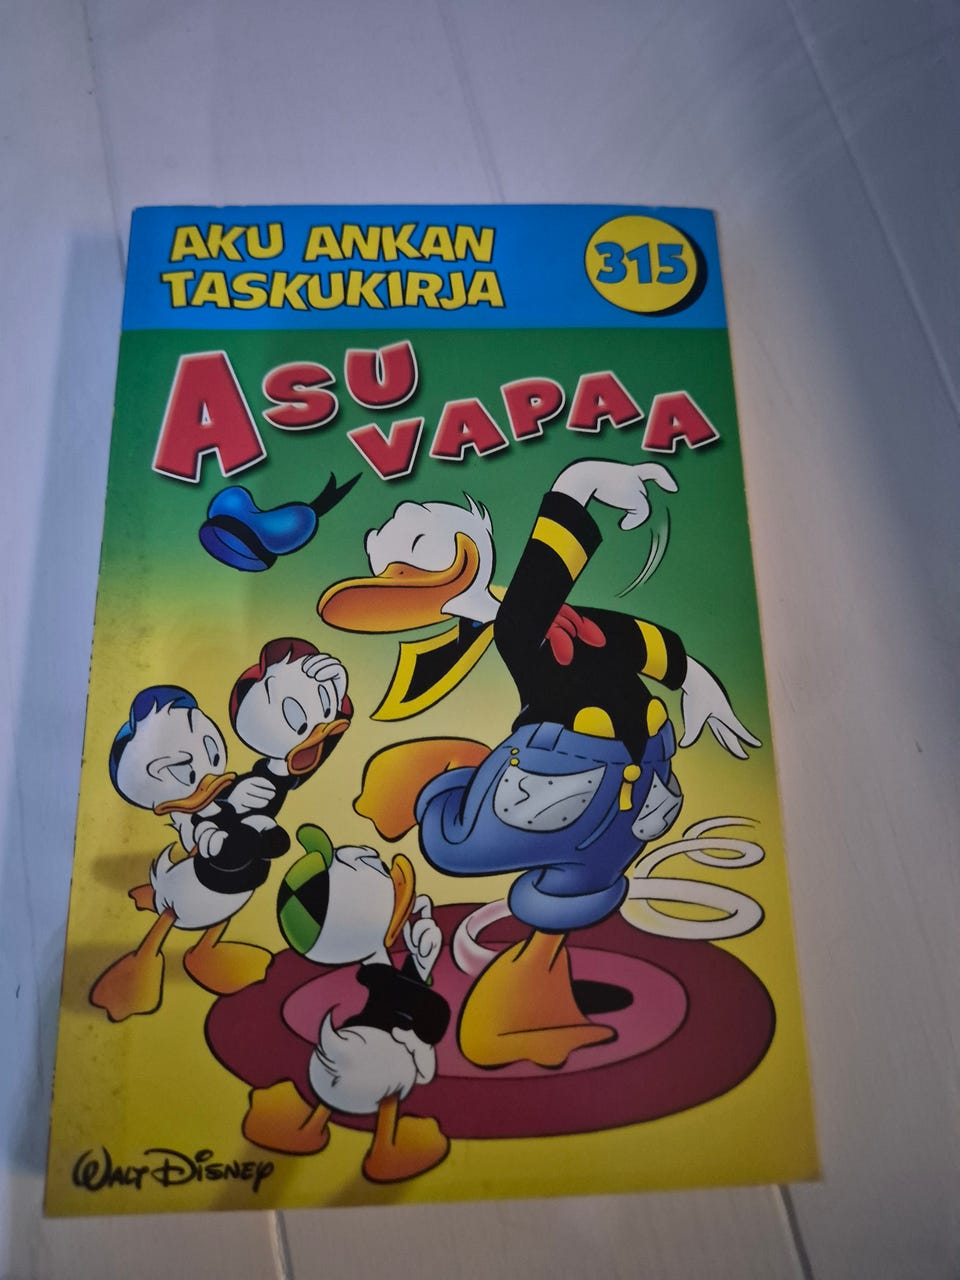 AKU ANKAN
TASKUKIRJA
315
ASU
VAPAA
WALT DISNEY